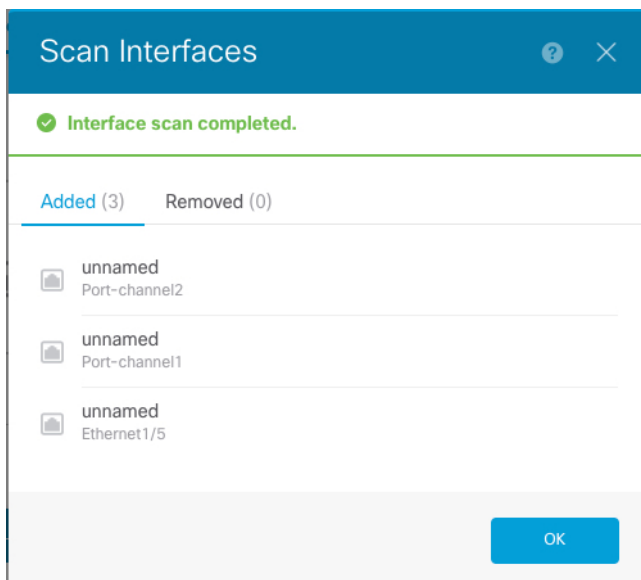 Scan Interfaces
Interface scan completed.
Added (3) Removed (0)
unnamed
Port-channel2
unnamed
Port-channel1
unnamed
Ethernet1/5
OK